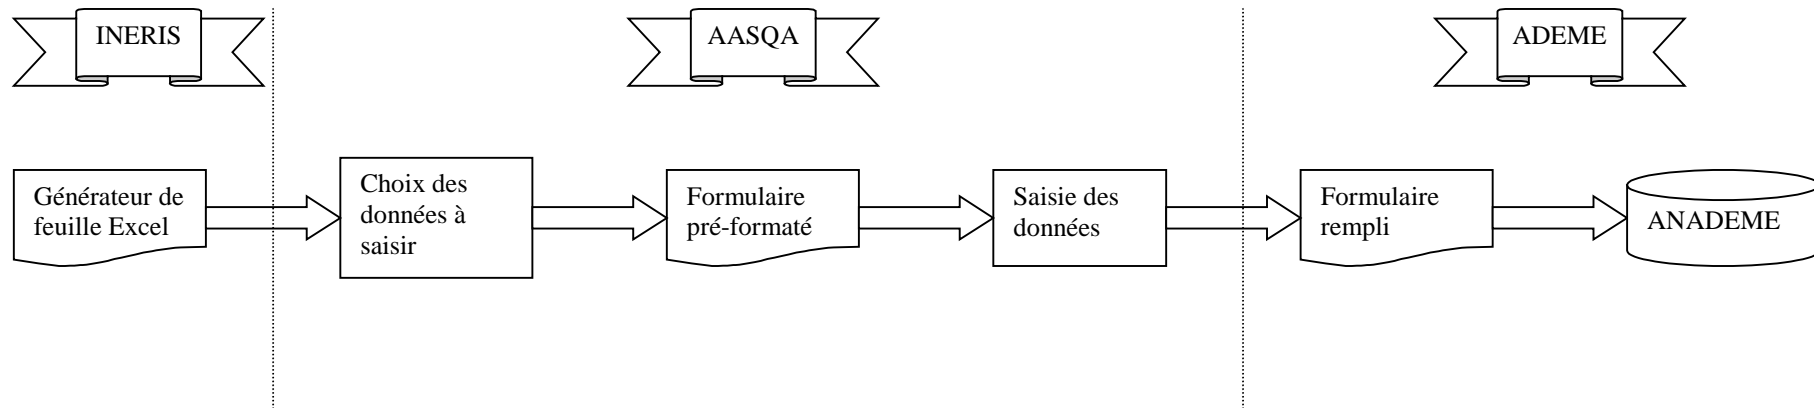 INERIS
AASQA
ADEME
Générateur de
feuille Excel
Choix des
données à
saisir
Formulaire
pré-formaté
Saisie des
données
Formulaire
rempli
ANADEME